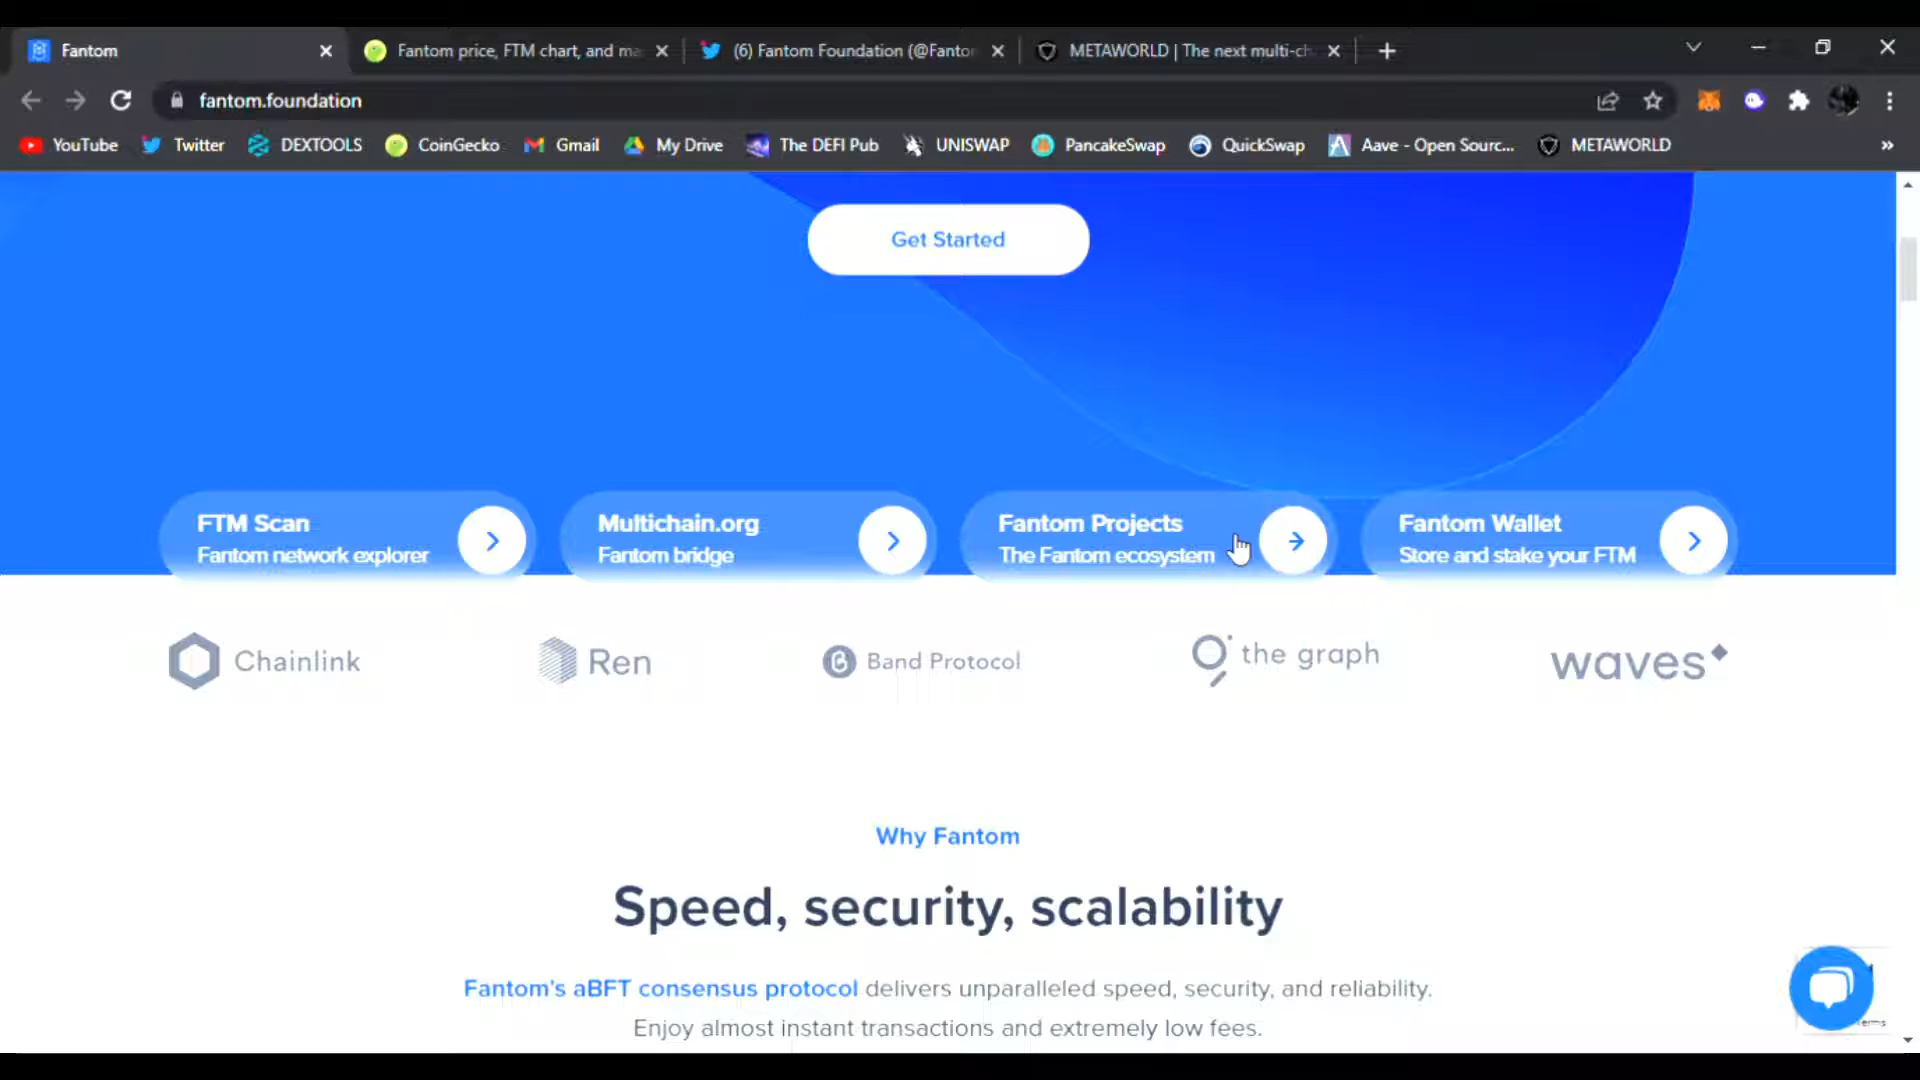 Fantom
Fantom price, FTM chart, and ma
(6) Fantom Foundation (@Fanto
METAWORLD | The next multi-ch
fantom.foundation
YouTube
Twitter
DEXTOOLS
CoinGecko
Gmail
My Drive
The DEFI Pub
UNISWAP
PancakeSwap
QuickSwap
Aave - Open Sourc...
METAWORLD
Get Started
FTM Scan
Fantom network explorer
Multichain.org
Fantom bridge
Fantom Projects
The Fantom ecosystem
Fantom Wallet
Store and stake your FTM
Chainlink
Ren
Band Protocol
the graph
waves
Why Fantom
Speed, security, scalability
Fantom's aBFT consensus protocol delivers unparalleled speed, security, and reliability.
Enjoy almost instant transactions and extremely low fees.